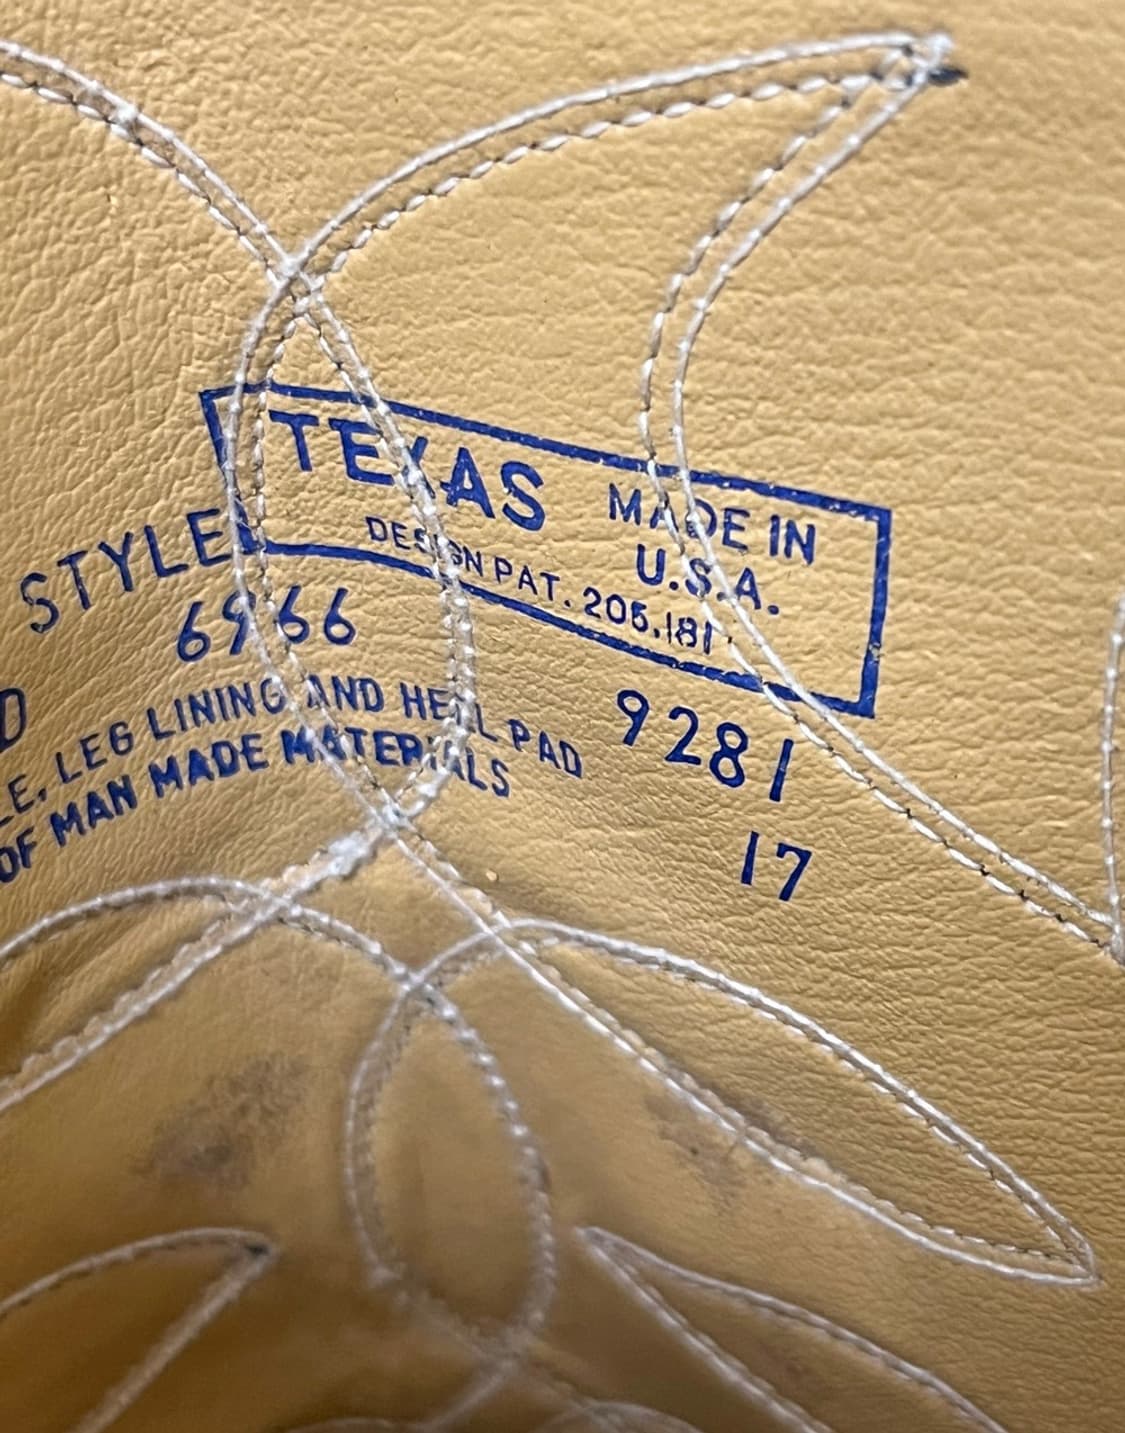 TEXAS MADE IN
U.S.A.
DESIGN PAT. 205,181
STYLE
6966
D
LE, LEG LINING AND HEEL PAD
OF MAN MADE MATERIALS
9281
17